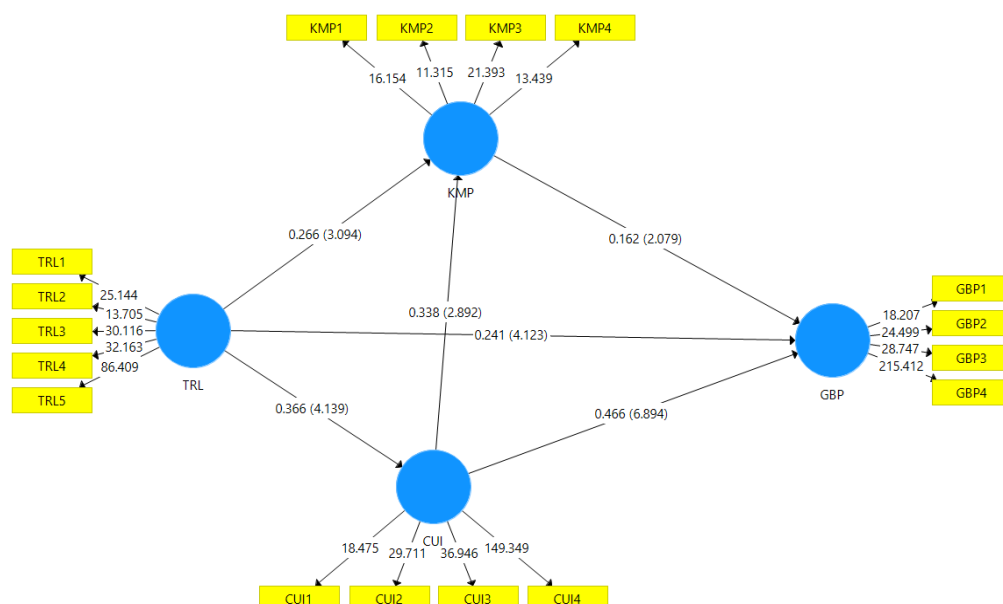 KMP1 KMP2 KMP3 KMP4
16.154 11.315 21.393 13.439
KMP
0.266 (3.094)
0.162 (2.079)
TRL1
TRL2
TRL3
TRL4
TRL5
25.144
13.705
30.116
32.163
86.409
TRL
0.338 (2.892)
0.241 (4.123)
GBP1
GBP2
GBP3
GBP4
18.207
24.499
28.747
215.412
GBP
0.366 (4.139)
0.466 (6.894)
CUI
18.475 29.711 36.946 149.349
CUI1 CUI2 CUI3 CUI4